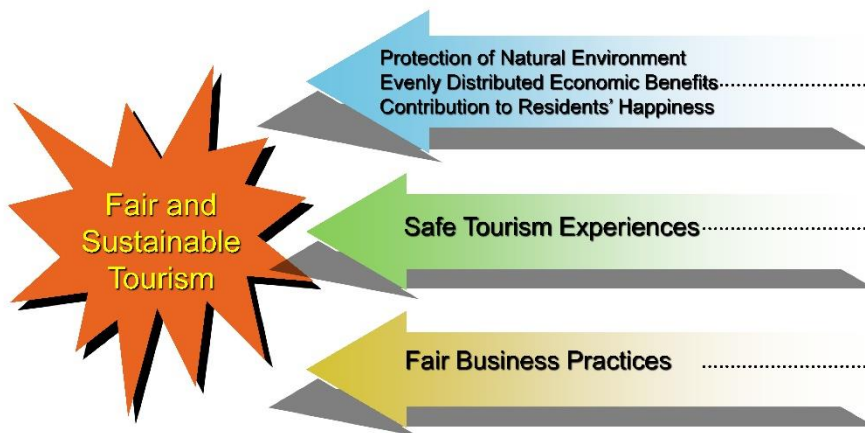 Fair and
Sustainable
Tourism
Protection of Natural Environment
Evenly Distributed Economic Benefits
Contribution to Residents’ Happiness
Safe Tourism Experiences
Fair Business Practices